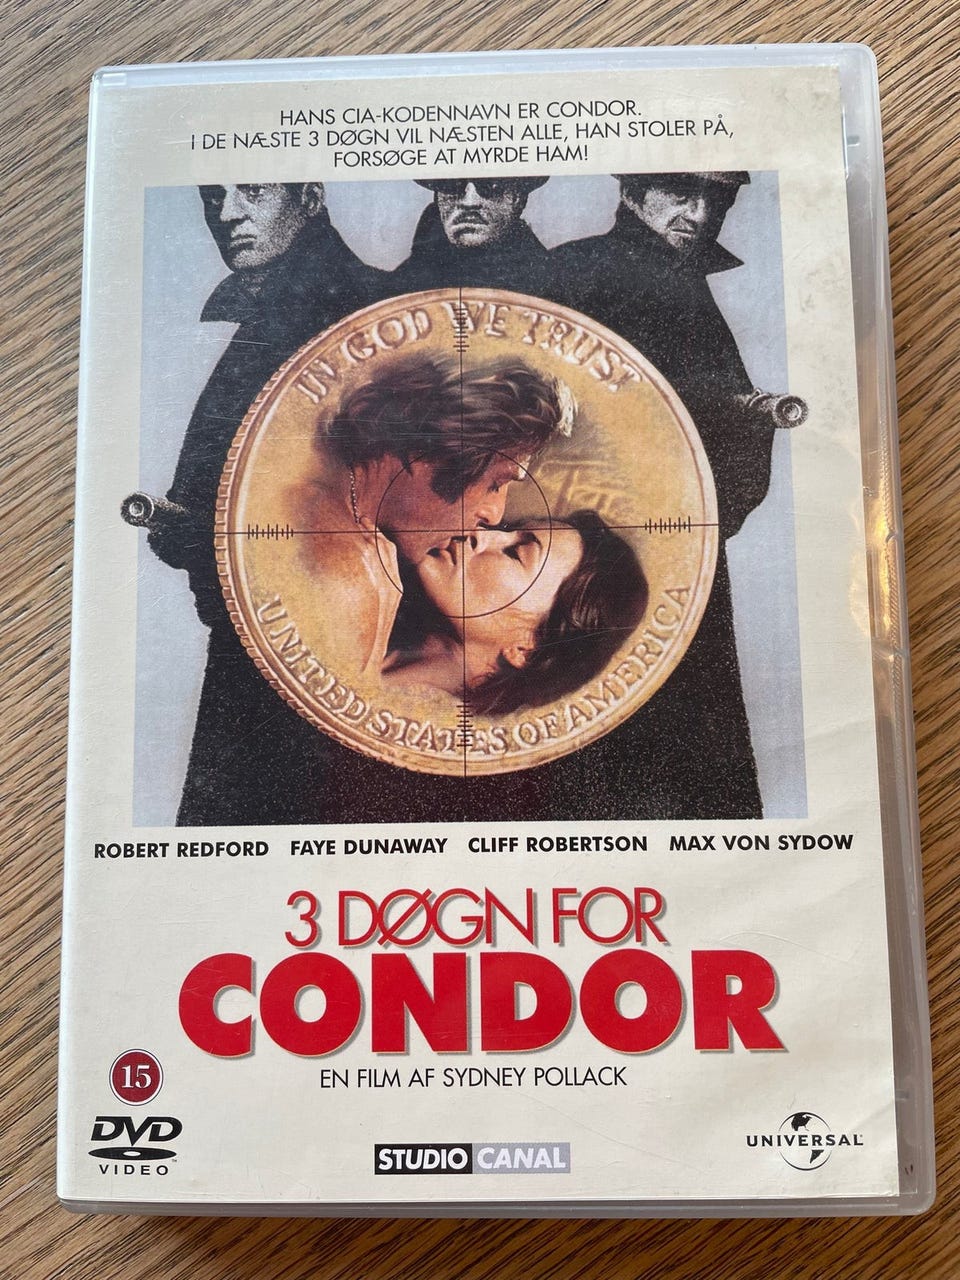 HANS CIA-KODENNAVN ER CONDOR.
I DE NÆSTE 3 DØGN VIL NÆSTEN ALLE, HAN STOLER PÅ,
FORSØGE AT MYRDE HAM!
IN GOD WE TRUST
UNITED STATES OF AMERICA
ROBERT REDFORD FAYE DUNAWAY CLIFF ROBERTSON MAX VON SYDOW
3 DØGN FOR
CONDOR
EN FILM AF SYDNEY POLLACK
15
DVD
VIDEO
STUDIO CANAL
UNIVERSAL